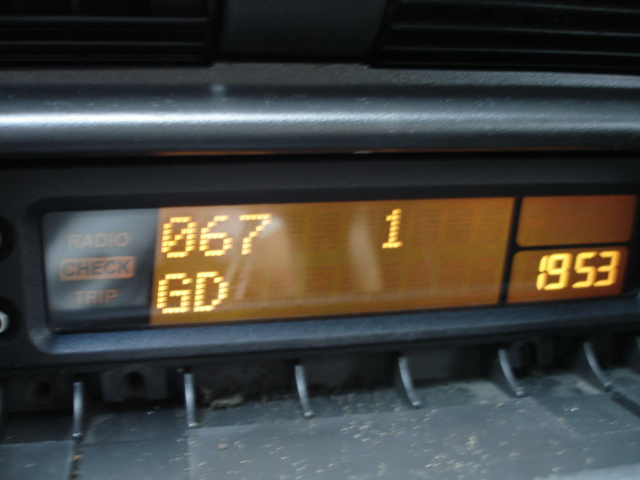 RADIO
CHECK
TRIP
067 1
GD
1953